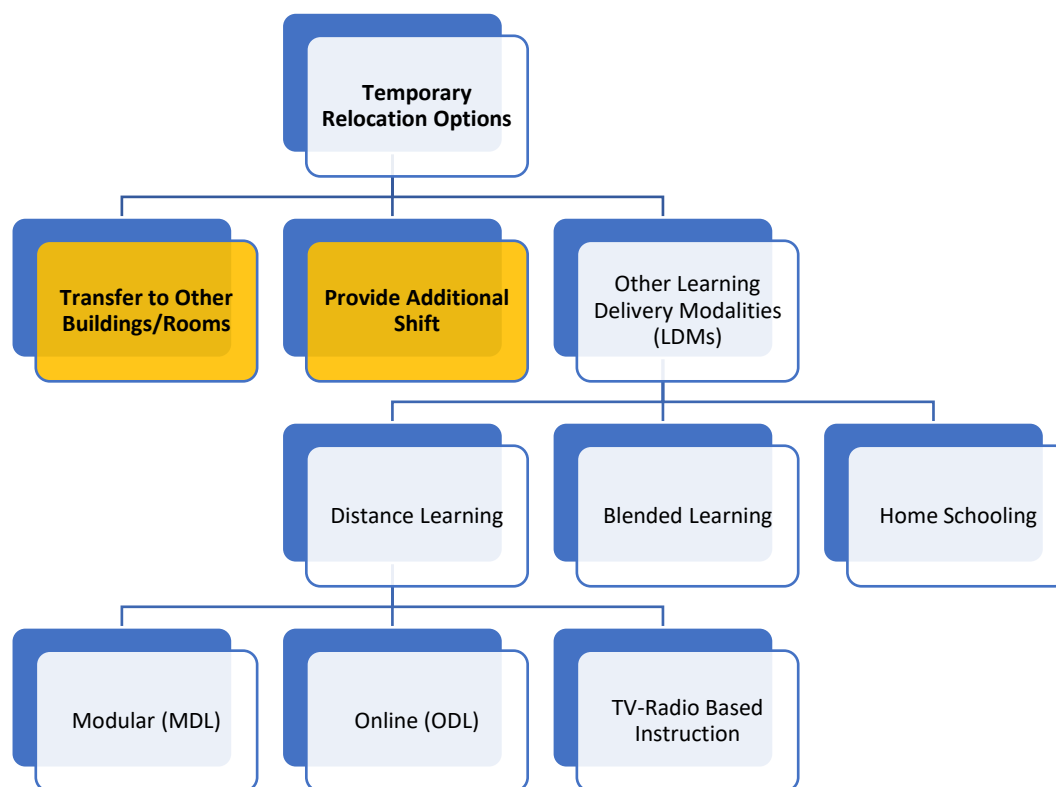 Temporary
Relocation Options
Transfer to Other
Buildings/Rooms
Provide Additional
Shift
Other Learning
Delivery Modalities
(LDMs)
Distance Learning
Blended Learning
Home Schooling
Modular (MDL)
Online (ODL)
TV-Radio Based
Instruction